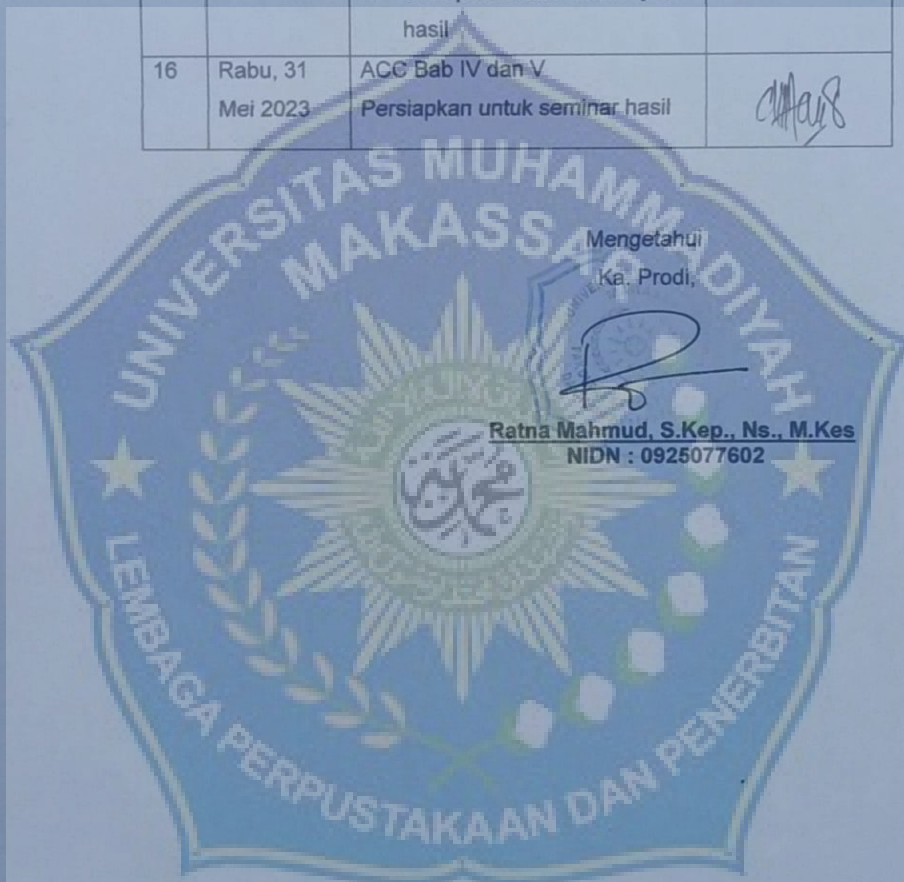 hasil
16 Rabu, 31 ACC Bab IV dan V
Mei 2023 Persiapkan untuk seminar hasil
Mengetahui
Ka. Prodi,
Ratna Mahmud, S.Kep., Ns., M.Kes
NIDN : 0925077602
UNIVERSITAS MUHAMMADIYAH
MAKASSAR
LEMBAGA PERPUSTAKAAN DAN PENERBITAN